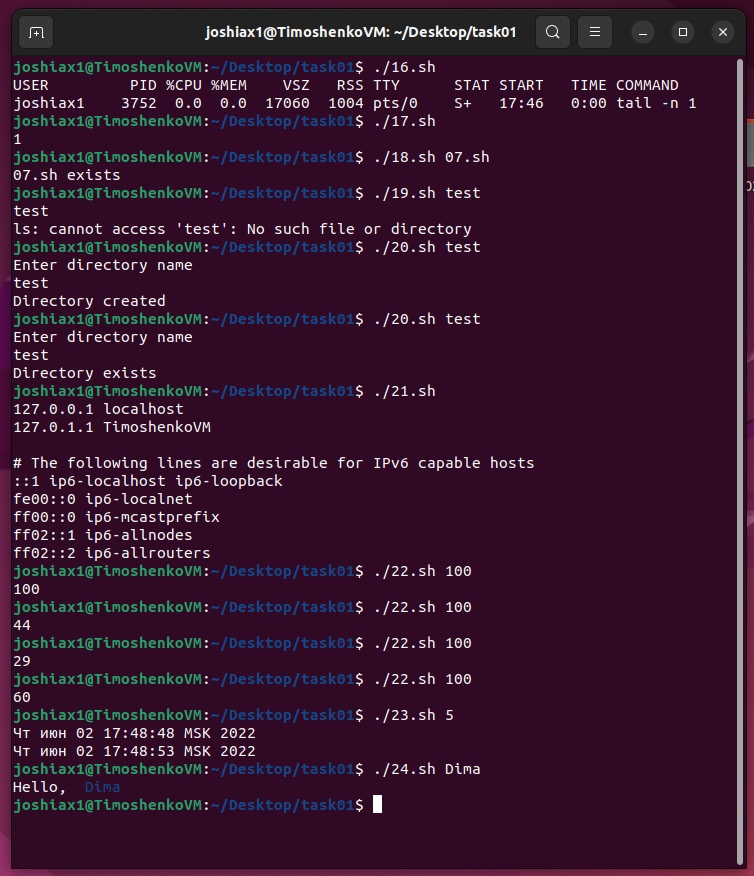 joshiax1@TimoshenkoVM: ~/Desktop/task01
joshiax1@TimoshenkoVM:~/Desktop/task01$ ./16.sh
USER         PID %CPU %MEM    VSZ   RSS TTY      STAT START   TIME COMMAND
joshiax1    3752  0.0  0.0  17060  1004 pts/0    S+   17:46   0:00 tail -n 1
joshiax1@TimoshenkoVM:~/Desktop/task01$ ./17.sh
1
joshiax1@TimoshenkoVM:~/Desktop/task01$ ./18.sh 07.sh
07.sh exists
joshiax1@TimoshenkoVM:~/Desktop/task01$ ./19.sh test
test
ls: cannot access 'test': No such file or directory
joshiax1@TimoshenkoVM:~/Desktop/task01$ ./20.sh test
Enter directory name
test
Directory created
joshiax1@TimoshenkoVM:~/Desktop/task01$ ./20.sh test
Enter directory name
test
Directory exists
joshiax1@TimoshenkoVM:~/Desktop/task01$ ./21.sh
127.0.0.1 localhost
127.0.1.1 TimoshenkoVM

# The following lines are desirable for IPv6 capable hosts
::1 ip6-localhost ip6-loopback
fe00::0 ip6-localnet
ff00::0 ip6-mcastprefix
ff02::1 ip6-allnodes
ff02::2 ip6-allrouters
joshiax1@TimoshenkoVM:~/Desktop/task01$ ./22.sh 100
100
joshiax1@TimoshenkoVM:~/Desktop/task01$ ./22.sh 100
44
joshiax1@TimoshenkoVM:~/Desktop/task01$ ./22.sh 100
29
joshiax1@TimoshenkoVM:~/Desktop/task01$ ./22.sh 100
60
joshiax1@TimoshenkoVM:~/Desktop/task01$ ./23.sh 5
Чт июн 02 17:48:48 MSK 2022
Чт июн 02 17:48:53 MSK 2022
joshiax1@TimoshenkoVM:~/Desktop/task01$ ./24.sh Dima
Hello,  Dima
joshiax1@TimoshenkoVM:~/Desktop/task01$